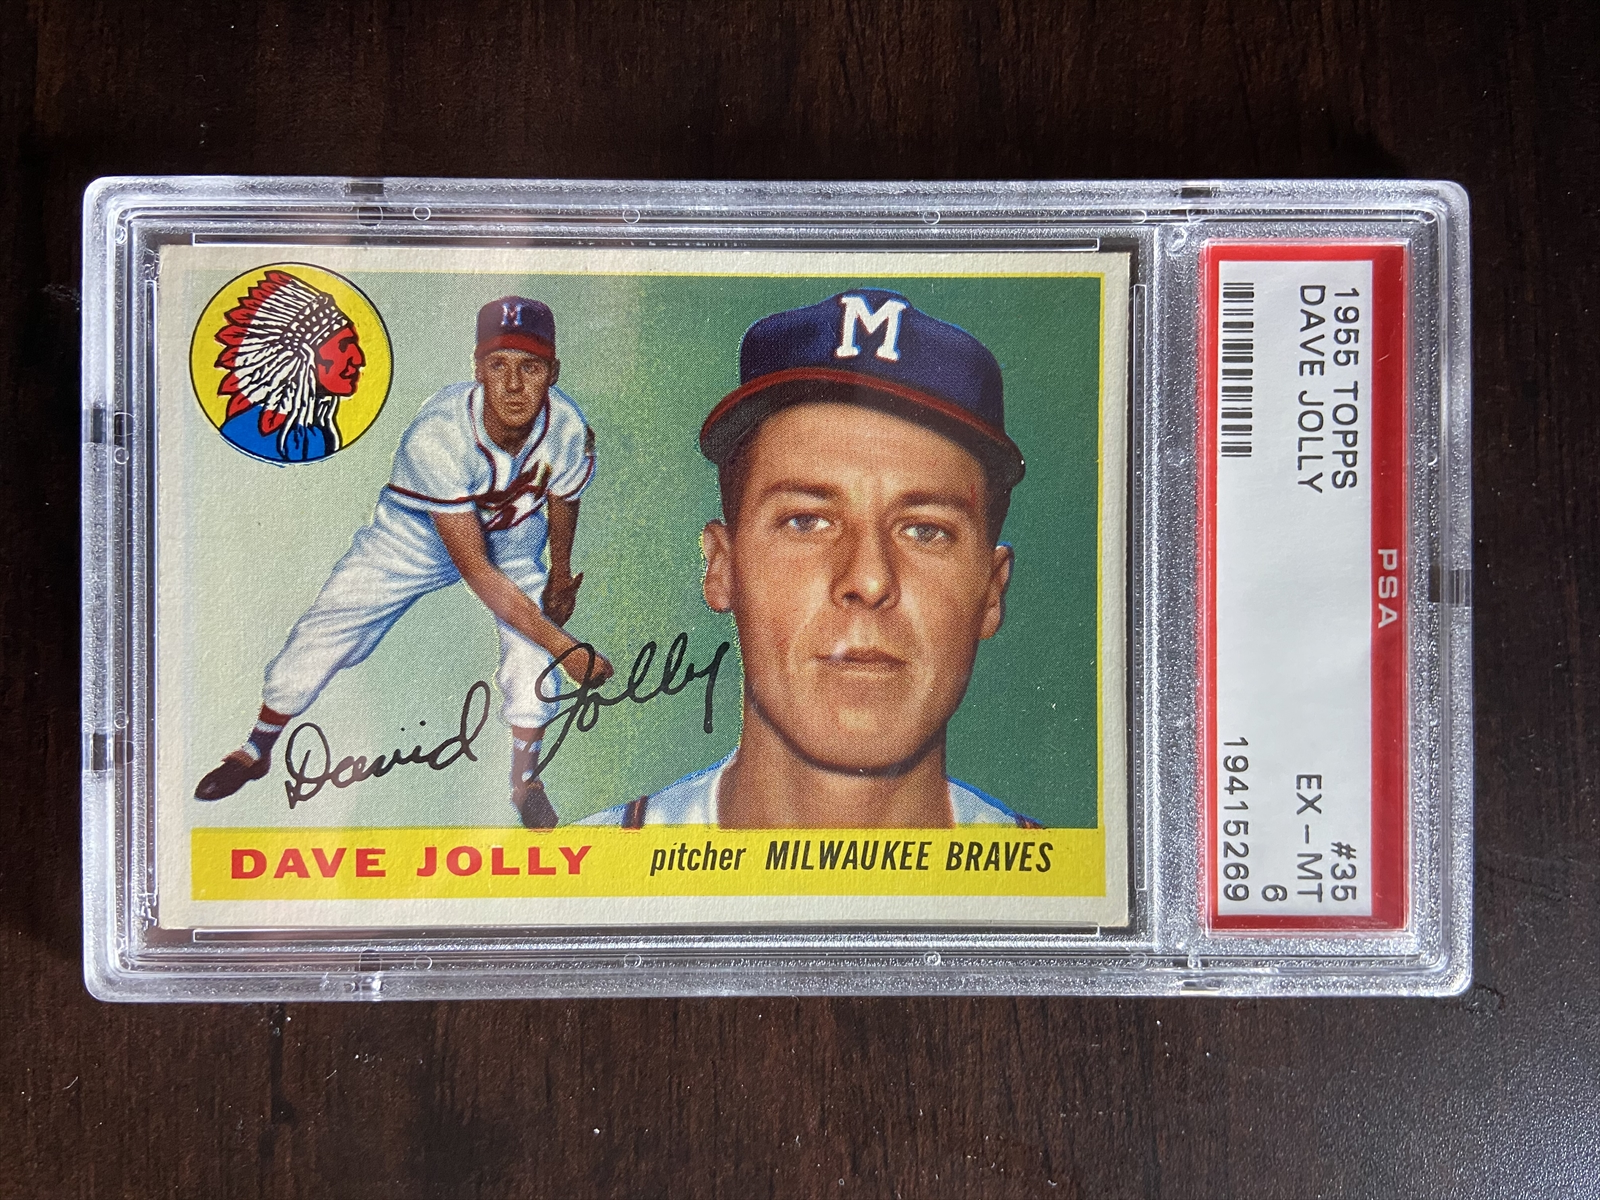 M
M
David Jolly
DAVE JOLLY pitcher MILWAUKEE BRAVES
1955 TOPPS #35
DAVE JOLLY EX - MT
6
19415269
PSA